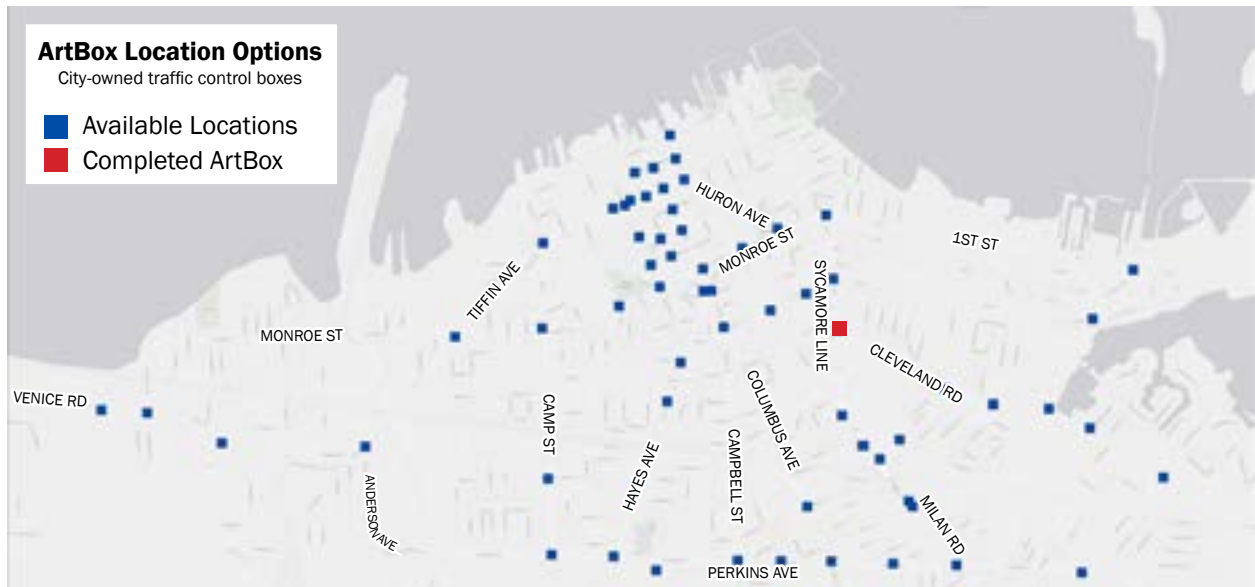 ArtBox Location Options
City-owned traffic control boxes
Available Locations
Completed ArtBox
HURON AVE
MONROE ST
1ST ST
TIFFIN AVE
SYCAMORE LINE
MONROE ST
CLEVELAND RD
VENICE RD
CAMP ST
COLUMBUS AVE
HAYES AVE
CAMPBELL ST
ANDERSON AVE
MILAN RD
PERKINS AVE